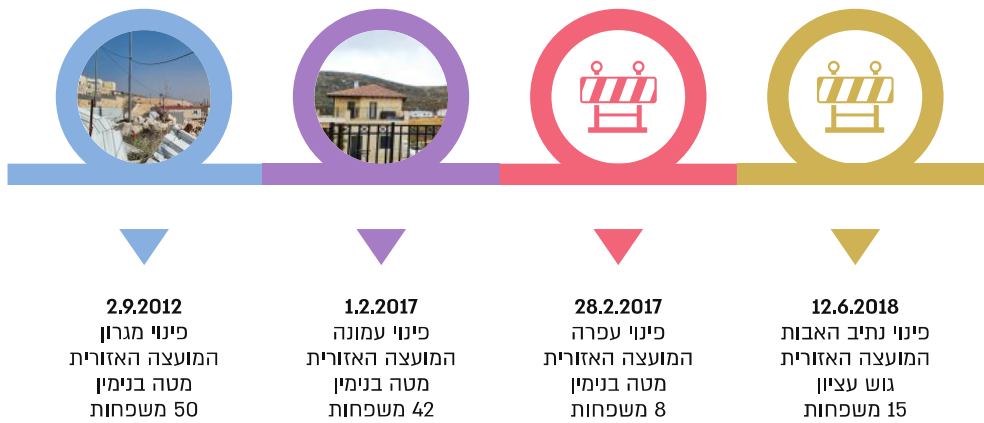 2.9.2012
פינוי מגרון
המועצה האזורית
מטה בנימין
50 משפחות
1.2.2017
פינוי עמונה
המועצה האזורית
מטה בנימין
42 משפחות
28.2.2017
פינוי עפרה
המועצה האזורית
מטה בנימין
8 משפחות
12.6.2018
פינוי נתיב האבות
המועצה האזורית
גוש עציון
15 משפחות